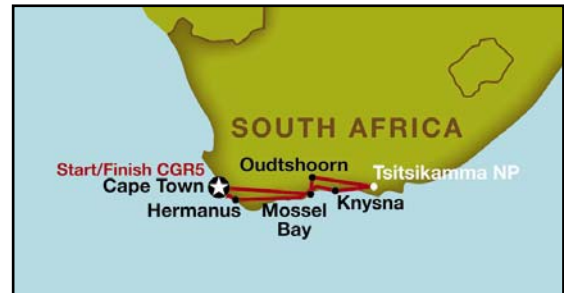 SOUTH AFRICA
Start/Finish CGR5
Cape Town
Oudtshoorn
Tsitsikamma NP
Hermanus
Mossel
Bay
Knysna